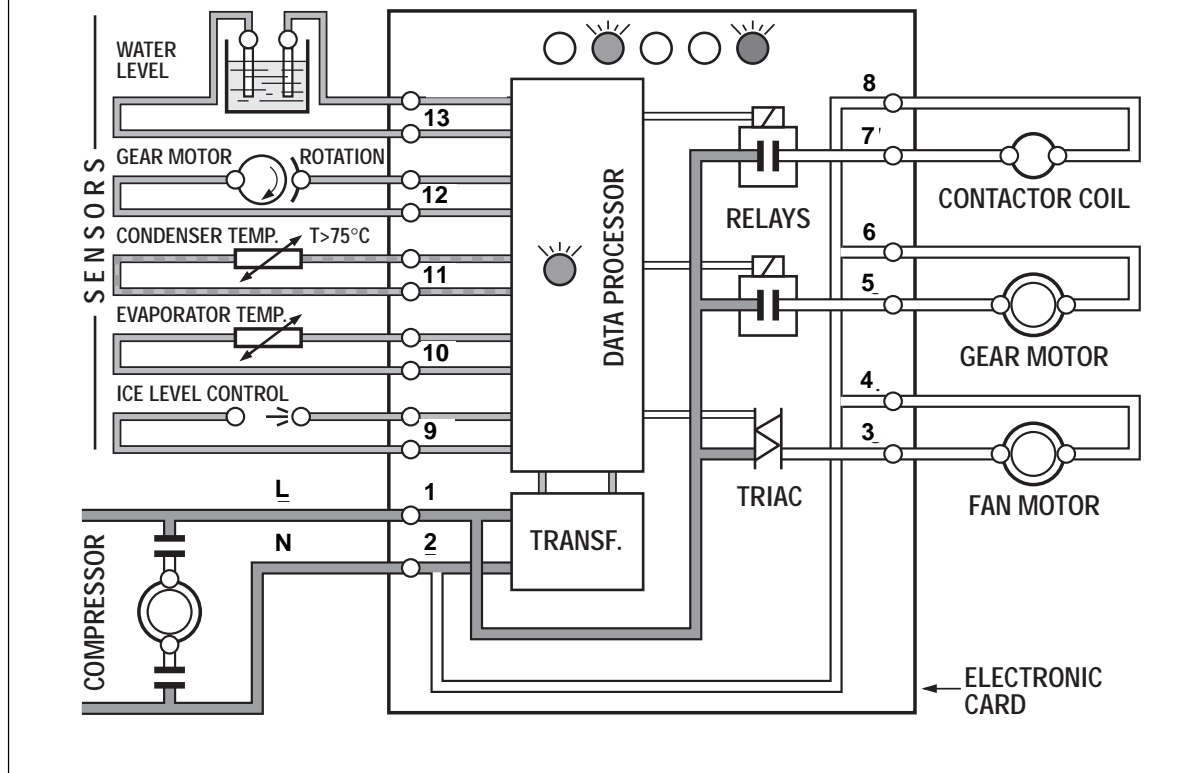 WATER
LEVEL
13
GEAR MOTOR
ROTATION
12
CONDENSER TEMP.
T>75°C
11
EVAPORATOR TEMP.
10
ICE LEVEL CONTROL
9
SENSORS
L
1
N
2
COMPRESSOR
TRANSF.
DATA PROCESSOR
RELAYS
TRIAC
8
7
CONTACTOR COIL
6
5
GEAR MOTOR
4
3
FAN MOTOR
ELECTRONIC
CARD